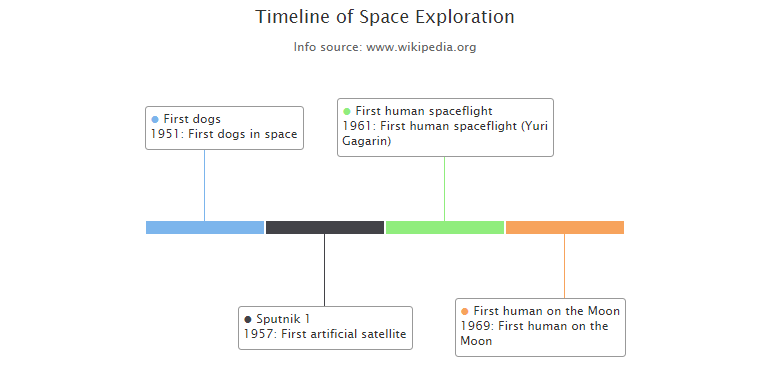 Timeline of Space Exploration
Info source: www.wikipedia.org
First dogs
1951: First dogs in space
First human spaceflight
1961: First human spaceflight (Yuri
Gagarin)
Sputnik 1
1957: First artificial satellite
First human on the Moon
1969: First human on the
Moon